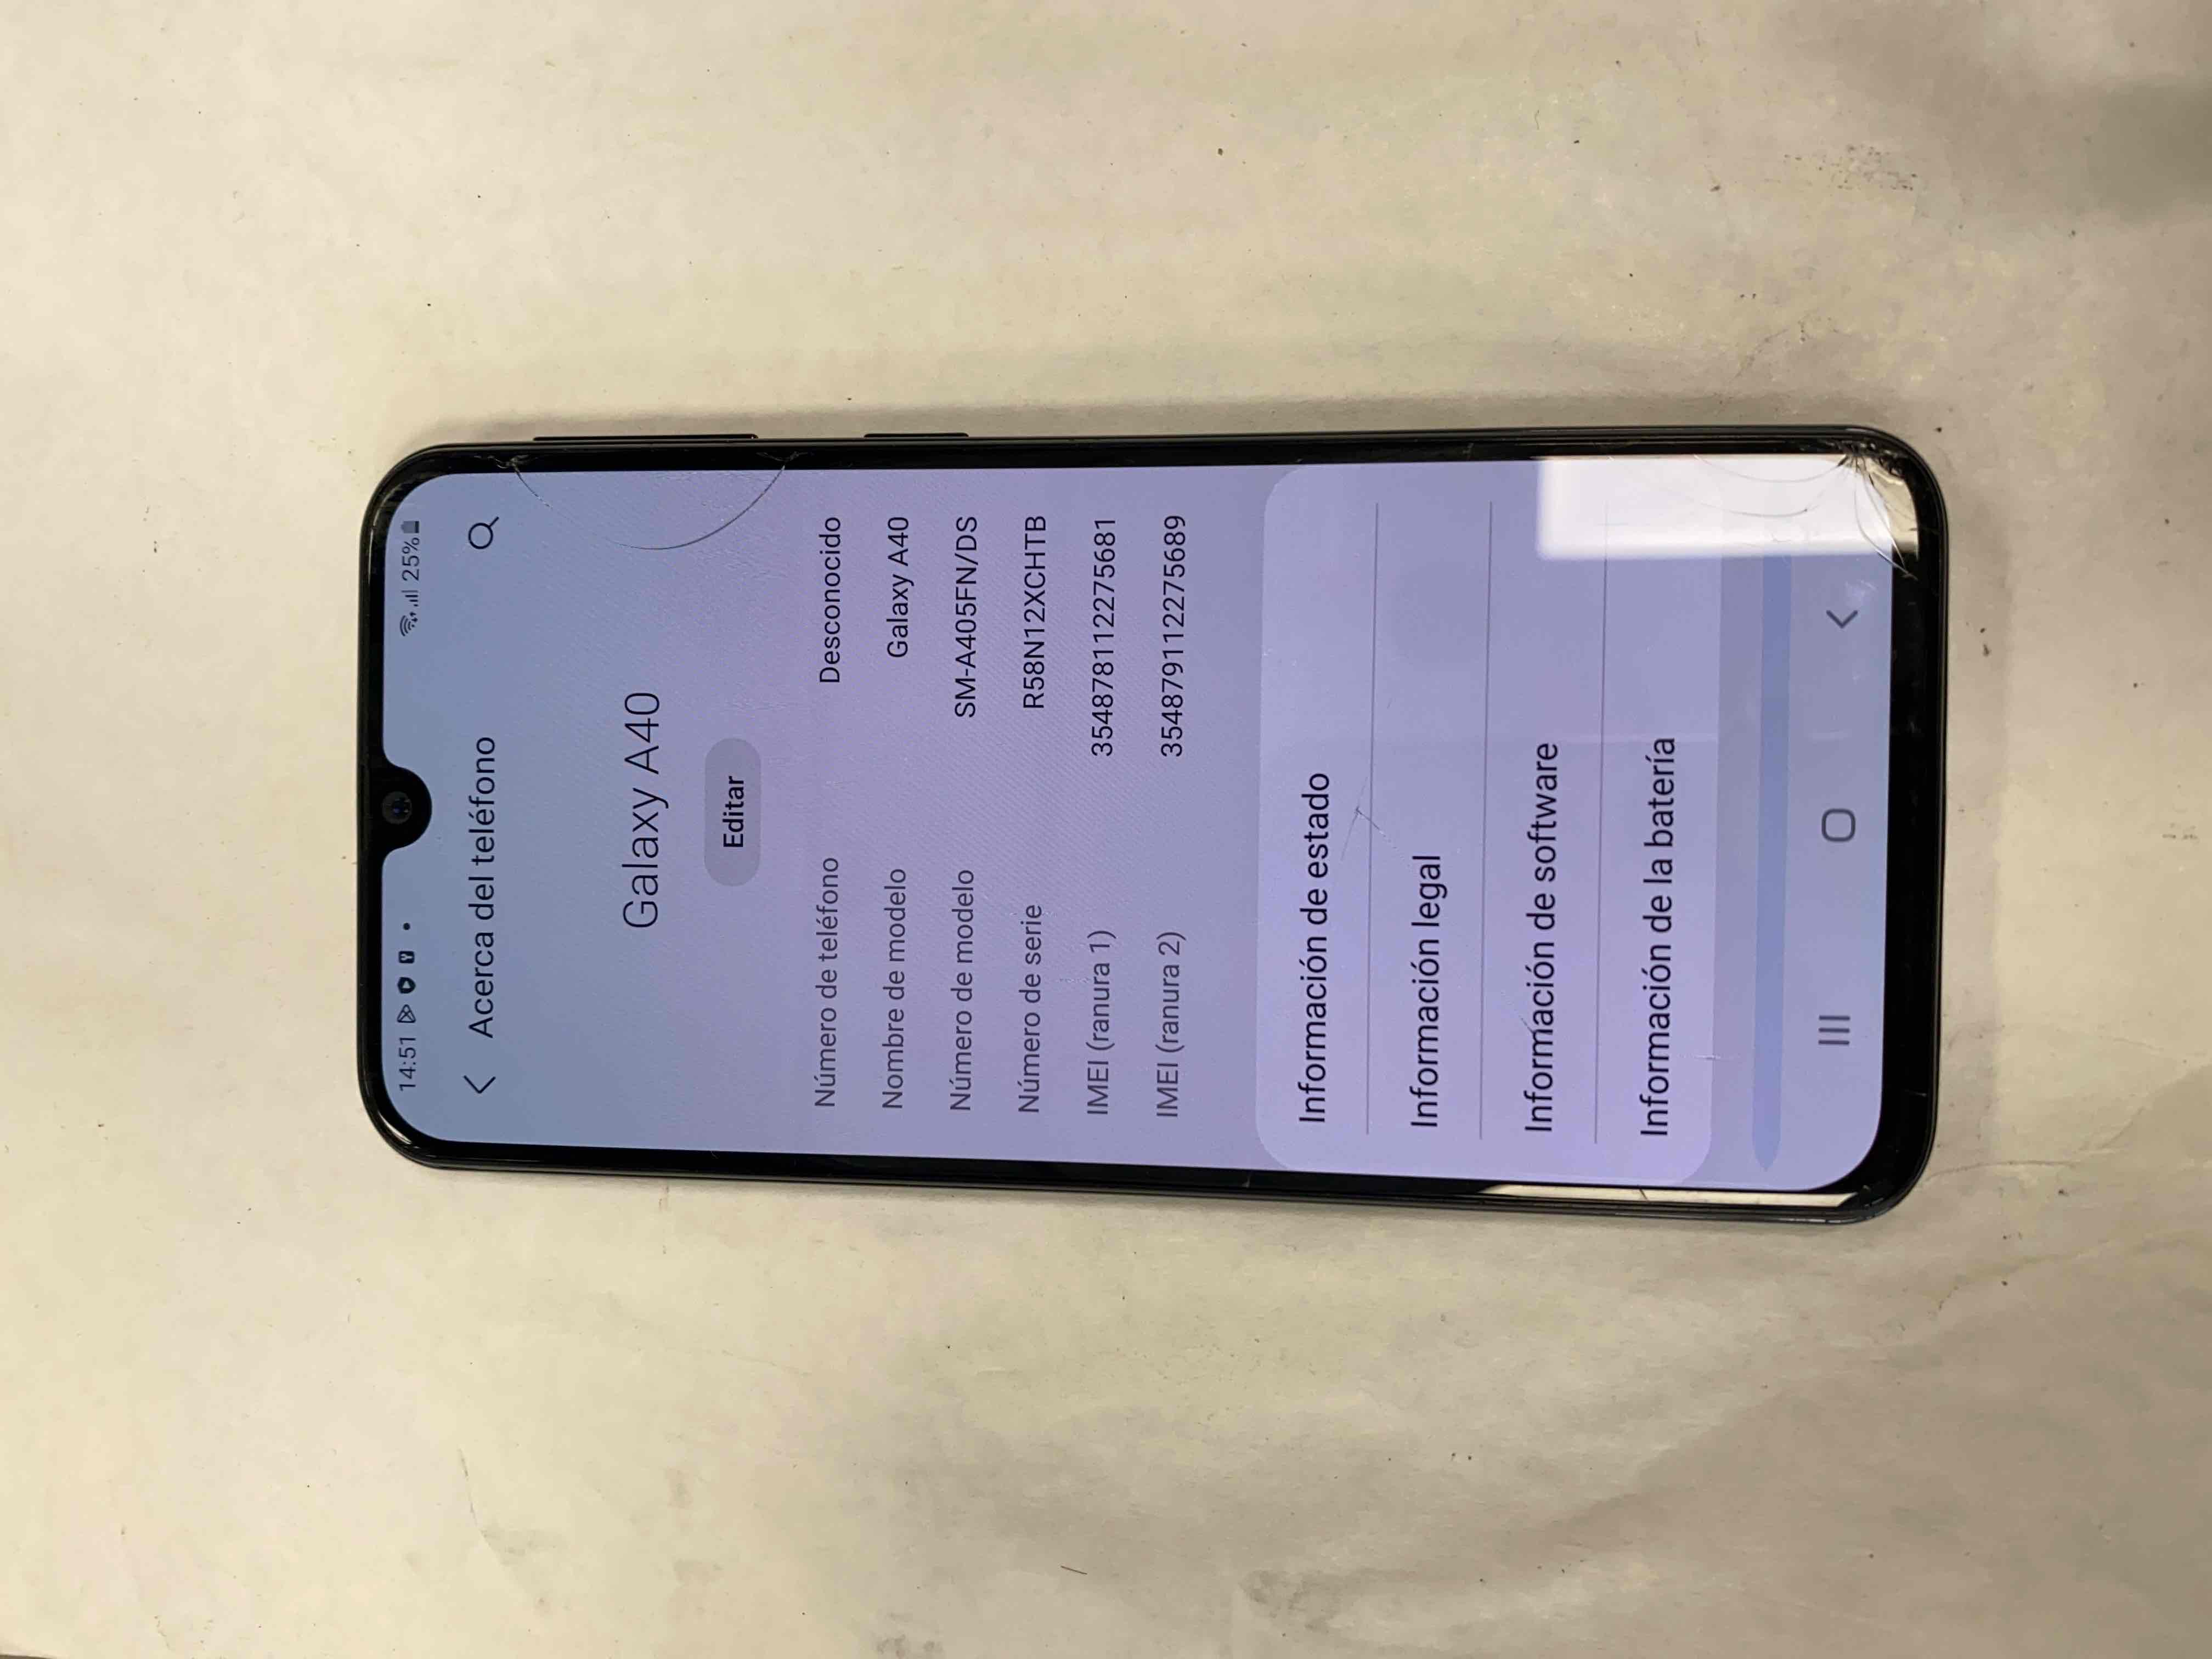 14:51 25%
Acerca del teléfono
Galaxy A40
Editar
Número de teléfono Desconocido
Nombre de modelo Galaxy A40
Número de modelo SM-A405FN/DS
Número de serie R58N12XCHTB
IMEI (ranura 1) 354878112275681
IMEI (ranura 2) 354879112275689
Información de estado
Información legal
Información de software
Información de la batería